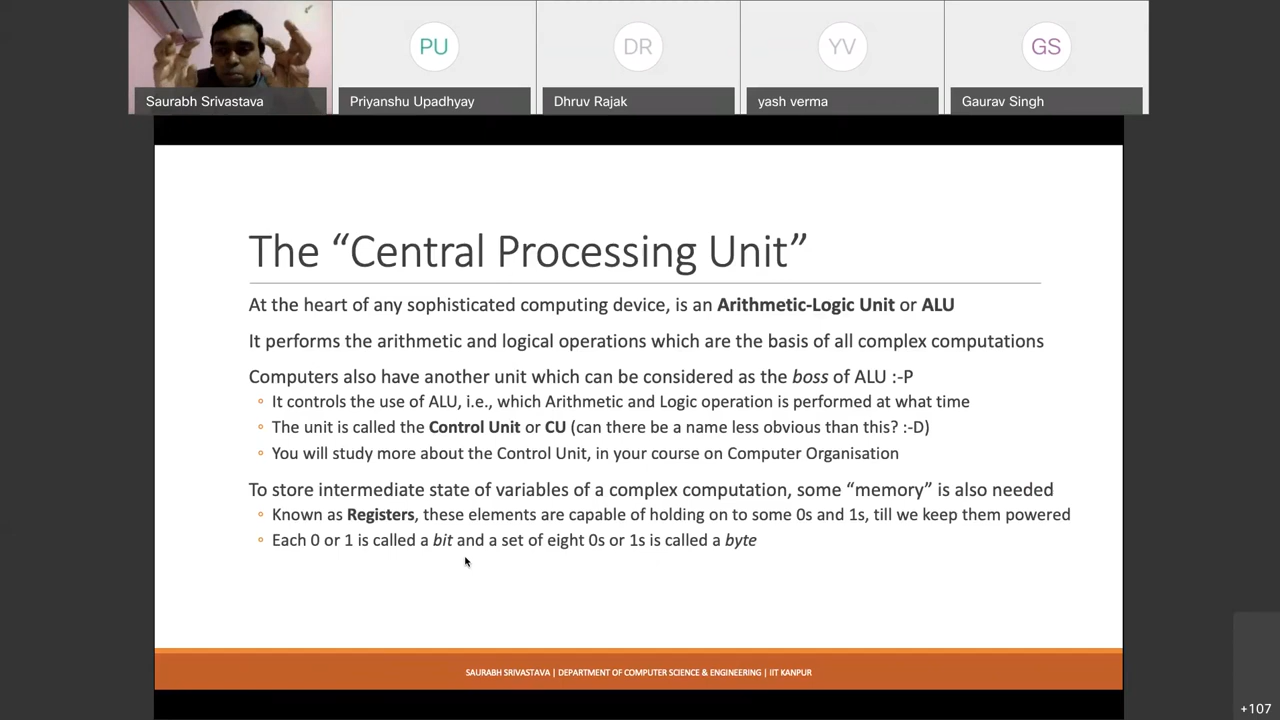 PU
DR
YV
GS
Saurabh Srivastava
Priyanshu Upadhyay
Dhruv Rajak
yash verma
Gaurav Singh
The “Central Processing Unit”
At the heart of any sophisticated computing device, is an Arithmetic-Logic Unit or ALU
It performs the arithmetic and logical operations which are the basis of all complex computations
Computers also have another unit which can be considered as the boss of ALU :-P
◦ It controls the use of ALU, i.e., which Arithmetic and Logic operation is performed at what time
◦ The unit is called the Control Unit or CU (can there be a name less obvious than this? :-D)
◦ You will study more about the Control Unit, in your course on Computer Organisation
To store intermediate state of variables of a complex computation, some “memory” is also needed
◦ Known as Registers, these elements are capable of holding on to some 0s and 1s, till we keep them powered
◦ Each 0 or 1 is called a bit and a set of eight 0s or 1s is called a byte
SAURABH SRIVASTAVA | DEPARTMENT OF COMPUTER SCIENCE & ENGINEERING | IIT KANPUR
+107